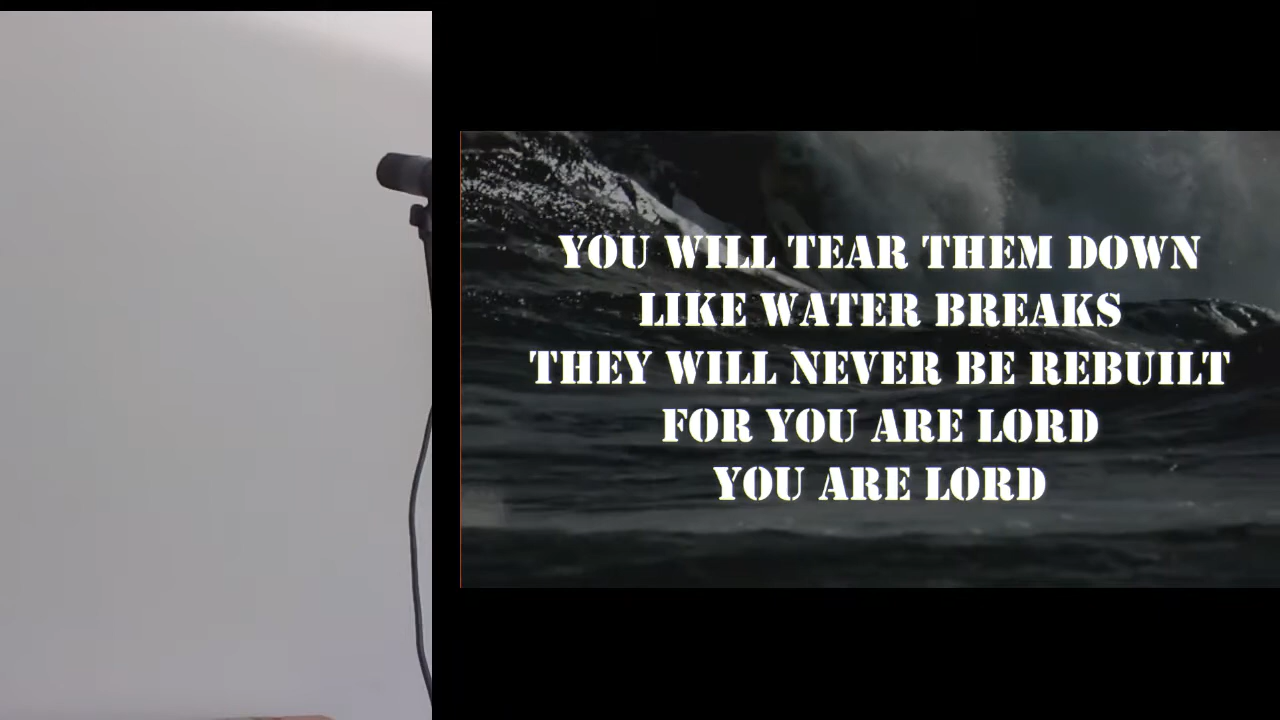 YOU WILL TEAR THEM DOWN
LIKE WATER BREAKS
THEY WILL NEVER BE REBUILT
FOR YOU ARE LORD
YOU ARE LORD